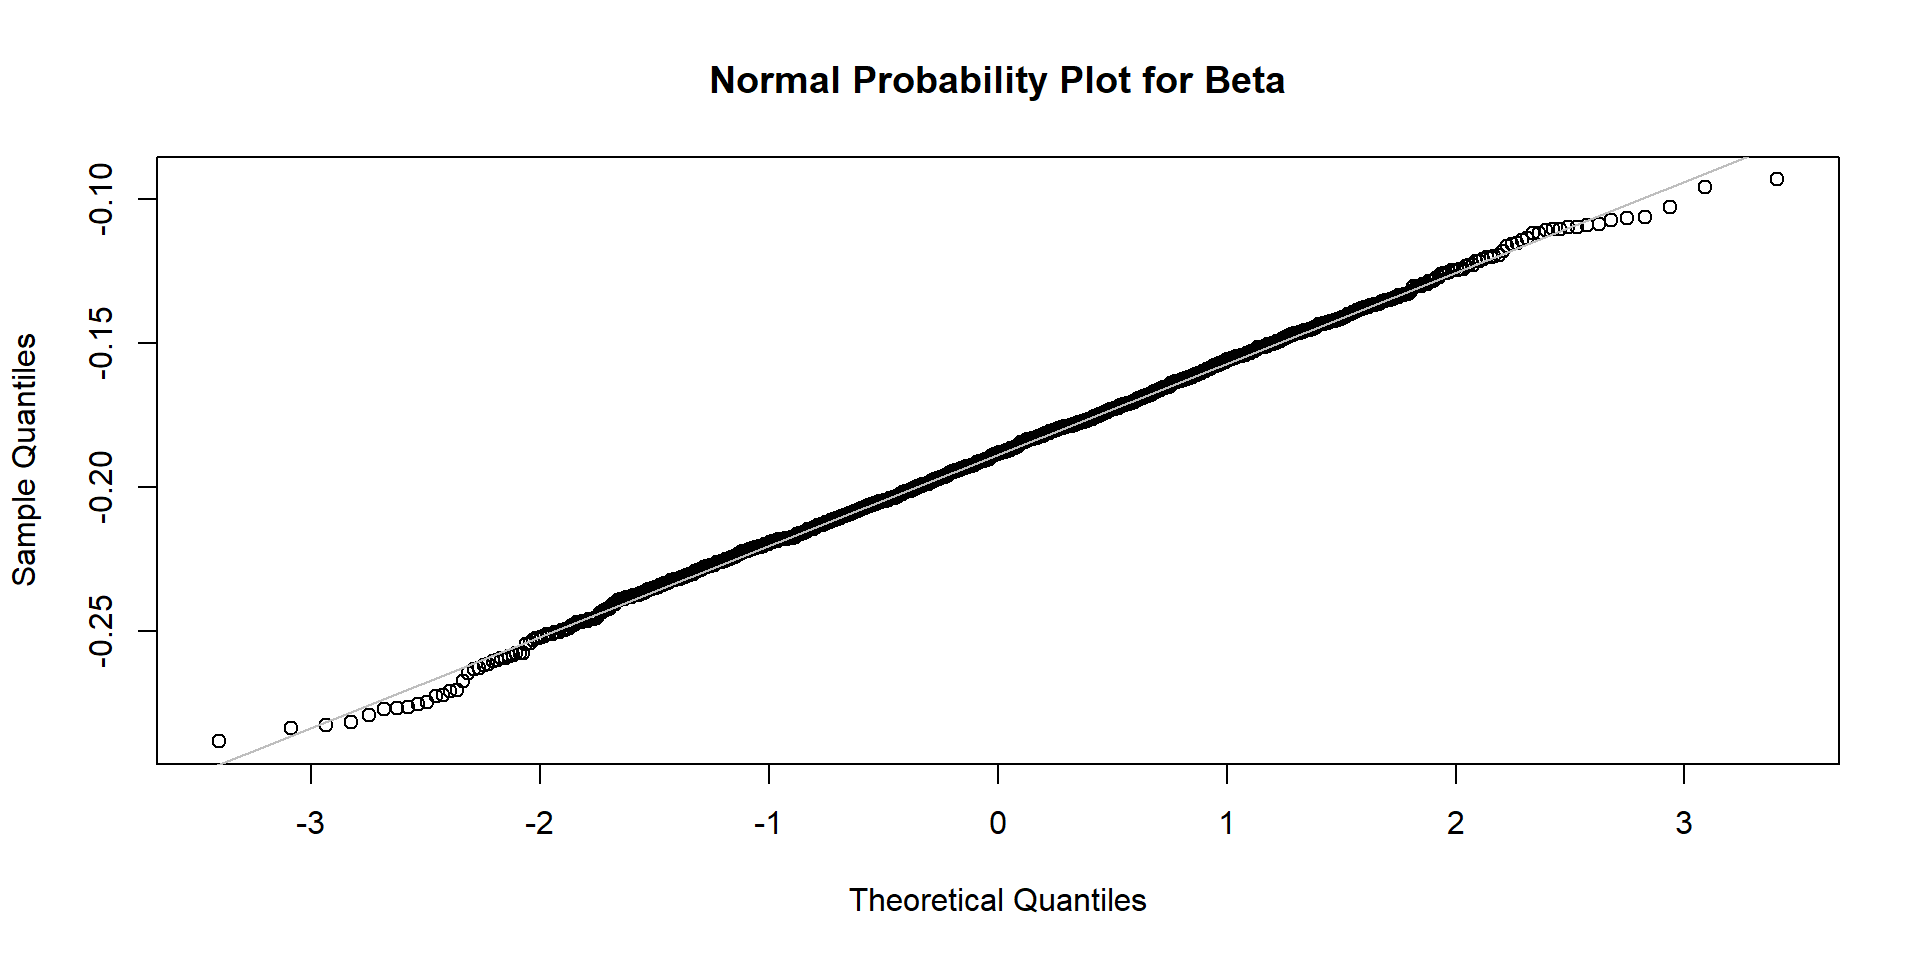 Normal Probability Plot for Beta
Sample Quantiles
-0.10
-0.15
-0.20
-0.25
-3 -2 -1 0 1 2 3
Theoretical Quantiles